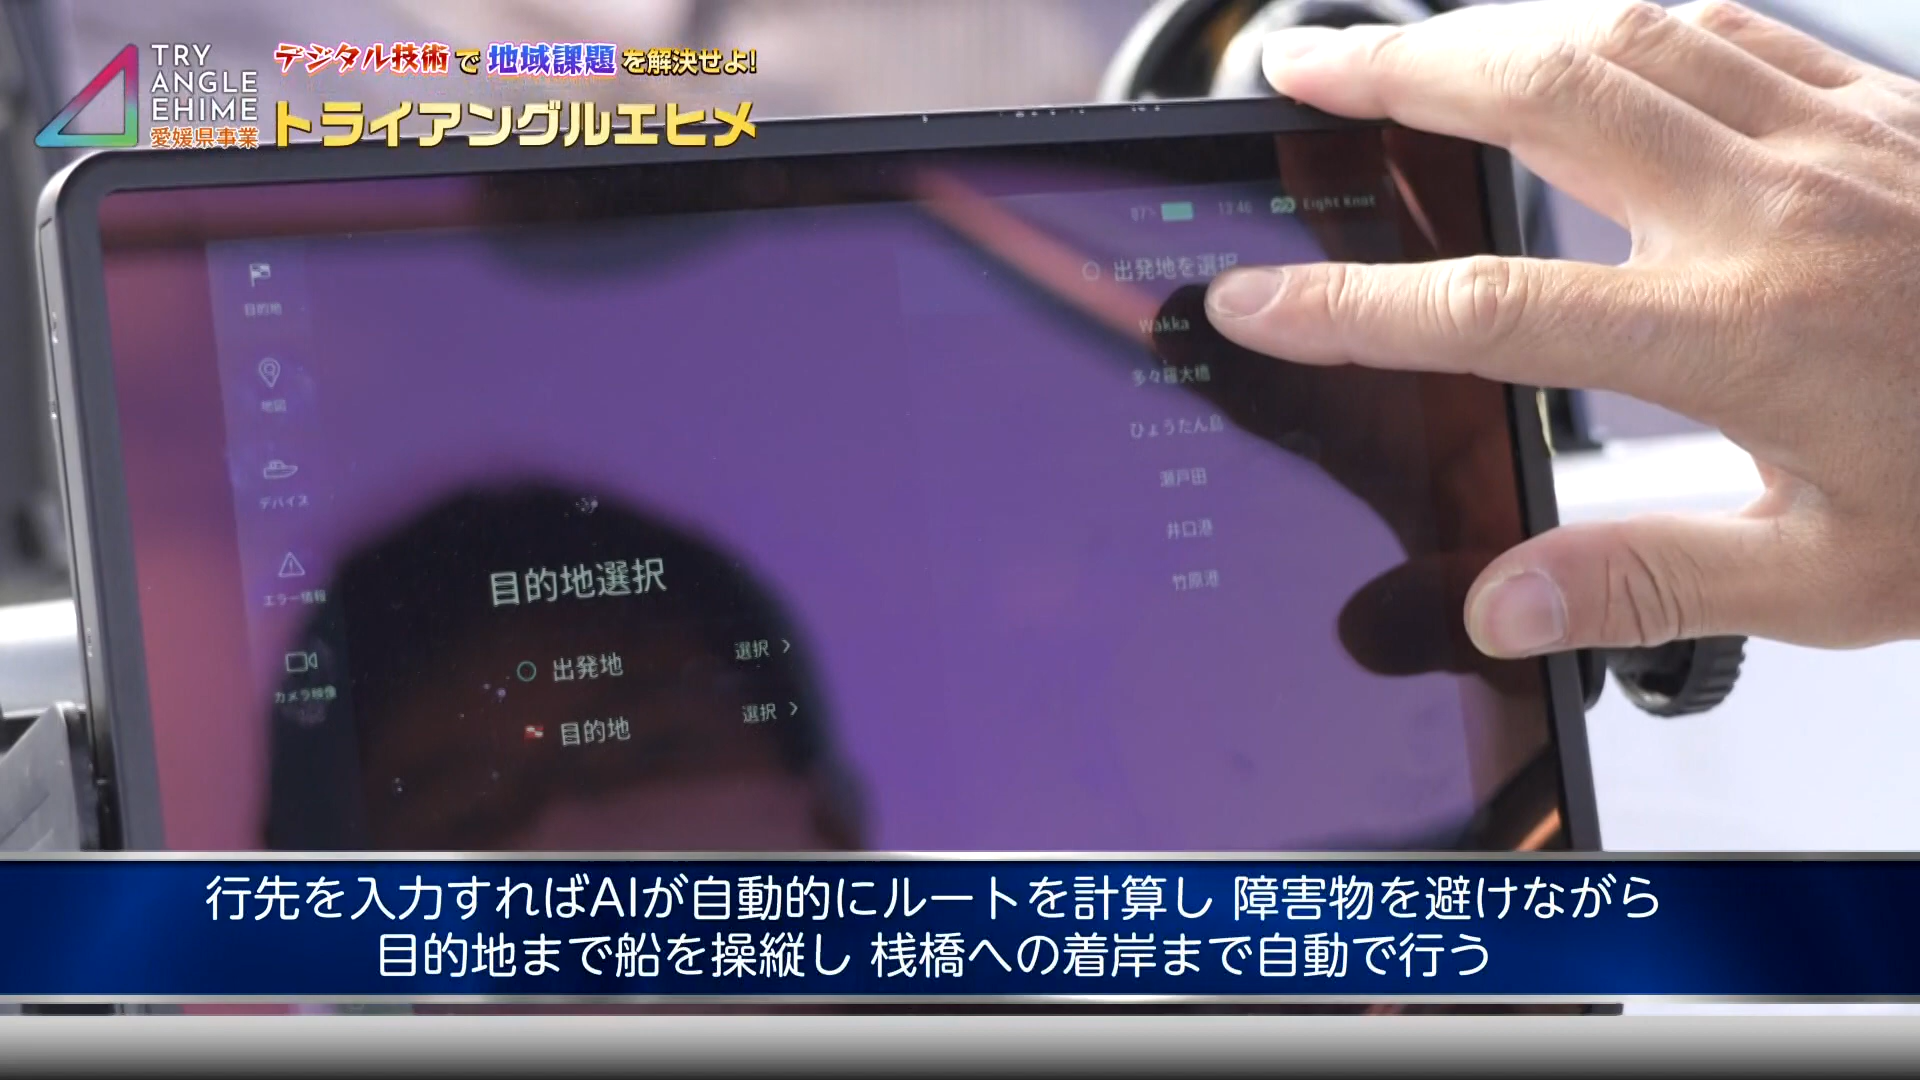 TRY
ANGLE
EHIME
愛媛県事業
デジタル技術で地域課題を解決せよ!
トライアングルエヒメ
87%
13:46
Eight Knot
目的地
地図
デバイス
エラー情報
カメラ映像
目的地選択
出発地
選択
目的地
選択
出発地を選択
Wakka
多々羅大橋
ひょうたん島
瀬戸田
井口港
竹原港
行先を入力すればAIが自動的にルートを計算し 障害物を避けながら
目的地まで船を操縦し 桟橋への着岸まで自動で行う